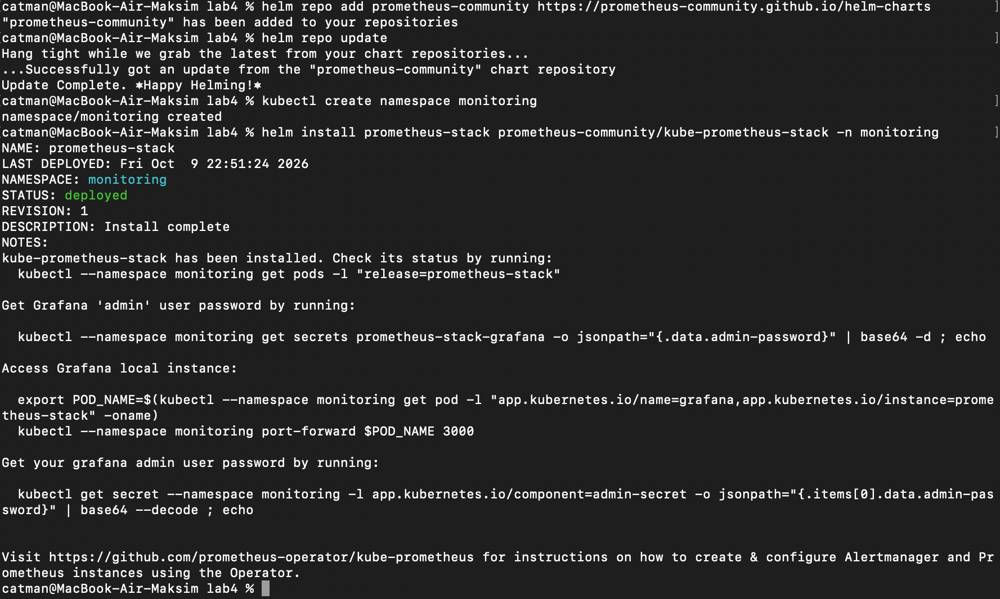 (catman@MacBook-Air-Maksim lab4 % helm repo add prometheus-community https://prometheus-community.github.io/helm-charts ]
"prometheus-community" has been added to your repositories
(catman@MacBook-Air-Maksim lab4 % helm repo update ]
Hang tight while we grab the latest from your chart repositories...
...Successfully got an update from the "prometheus-community" chart repository
Update Complete. ⎈Happy Helming!⎈
(catman@MacBook-Air-Maksim lab4 % kubectl create namespace monitoring ]
namespace/monitoring created
(catman@MacBook-Air-Maksim lab4 % helm install prometheus-stack prometheus-community/kube-prometheus-stack -n monitoring ]
NAME: prometheus-stack
LAST DEPLOYED: Fri Oct  9 22:51:24 2026
NAMESPACE: monitoring
STATUS: deployed
REVISION: 1
DESCRIPTION: Install complete
NOTES:
kube-prometheus-stack has been installed. Check its status by running:
  kubectl --namespace monitoring get pods -l "release=prometheus-stack"

Get Grafana 'admin' user password by running:

  kubectl --namespace monitoring get secrets prometheus-stack-grafana -o jsonpath="{.data.admin-password}" | base64 -d ; echo

Access Grafana local instance:

  export POD_NAME=$(kubectl --namespace monitoring get pod -l "app.kubernetes.io/name=grafana,app.kubernetes.io/instance=prome
theus-stack" -oname)
  kubectl --namespace monitoring port-forward $POD_NAME 3000

Get your grafana admin user password by running:

  kubectl get secret --namespace monitoring -l app.kubernetes.io/component=admin-secret -o jsonpath="{.items[0].data.admin-pas
sword}" | base64 --decode ; echo

Visit https://github.com/prometheus-operator/kube-prometheus for instructions on how to create & configure Alertmanager and Pr
ometheus instances using the Operator.
catman@MacBook-Air-Maksim lab4 %